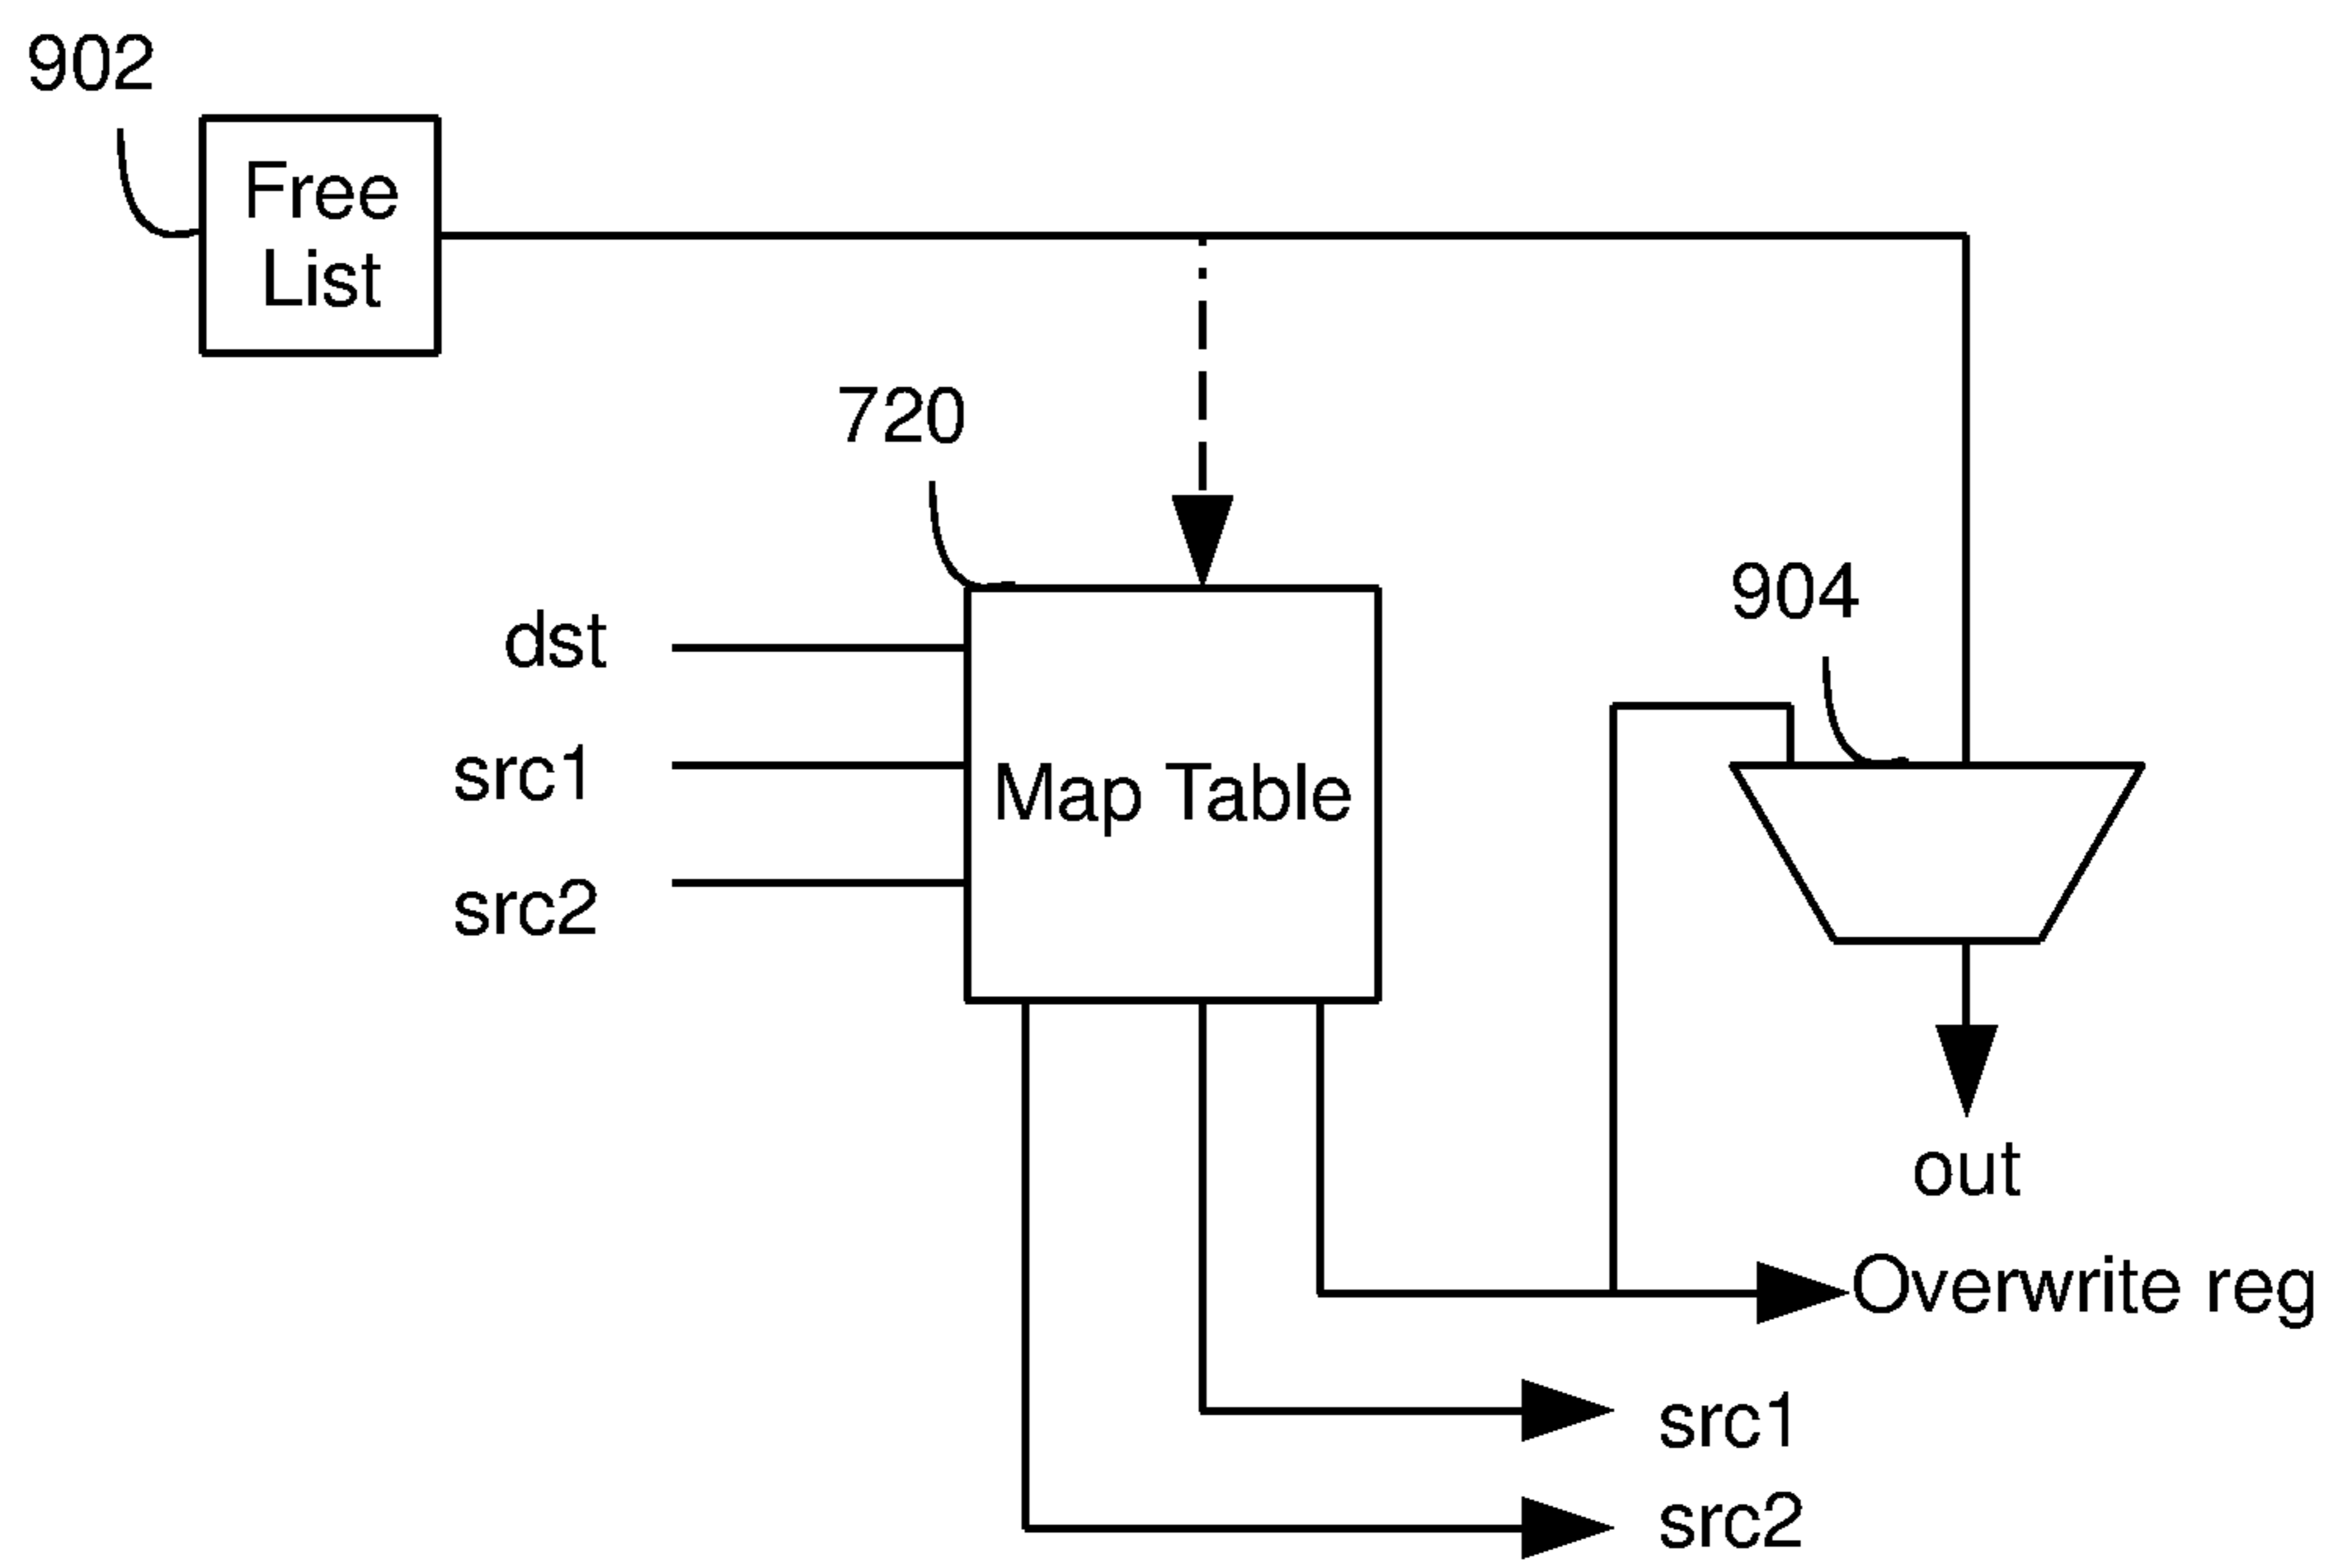 902
Free
List
720
904
dst
src1
Map Table
src2
out
Overwrite reg
src1
src2